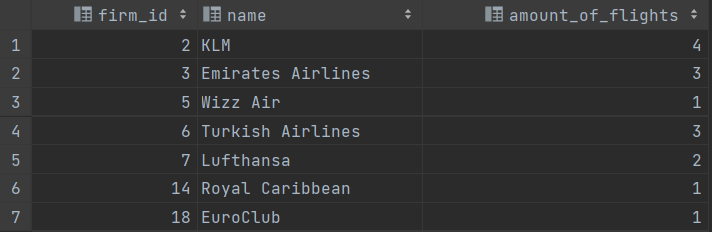 firm_id name amount_of_flights
1 2 KLM 4
2 3 Emirates Airlines 3
3 5 Wizz Air 1
4 6 Turkish Airlines 3
5 7 Lufthansa 2
6 14 Royal Caribbean 1
7 18 EuroClub 1